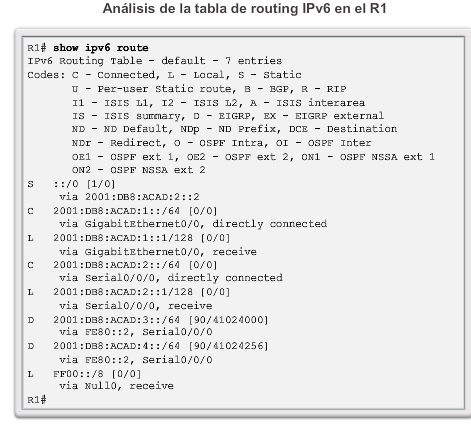 Análisis de la tabla de routing IPv6 en el R1
R1# show ipv6 route
IPv6 Routing Table - default - 7 entries
Codes: C - Connected, L - Local, S - Static
U - Per-user Static route, B - BGP, R - RIP
I1 - ISIS L1, I2 - ISIS L2, A - ISIS interarea
IS - ISIS summary, D - EIGRP, EX - EIGRP external
ND - ND Default, NDp - ND Prefix, DCE - Destination
NDr - Redirect, O - OSPF Intra, OI - OSPF Inter
OE1 - OSPF ext 1, OE2 - OSPF ext 2, ON1 - OSPF NSSA ext 1
ON2 - OSPF NSSA ext 2
S ::/0 [1/0]
via 2001:DB8:ACAD:2::2
C 2001:DB8:ACAD:1::/64 [0/0]
via GigabitEthernet0/0, directly connected
L 2001:DB8:ACAD:1::1/128 [0/0]
via GigabitEthernet0/0, receive
C 2001:DB8:ACAD:2::/64 [0/0]
via Serial0/0/0, directly connected
L 2001:DB8:ACAD:2::1/128 [0/0]
via Serial0/0/0, receive
D 2001:DB8:ACAD:3::/64 [90/41024000]
via FE80::2, Serial0/0/0
D 2001:DB8:ACAD:4::/64 [90/41024256]
via FE80::2, Serial0/0/0
L FF00::/8 [0/0]
via Null0, receive
R1#